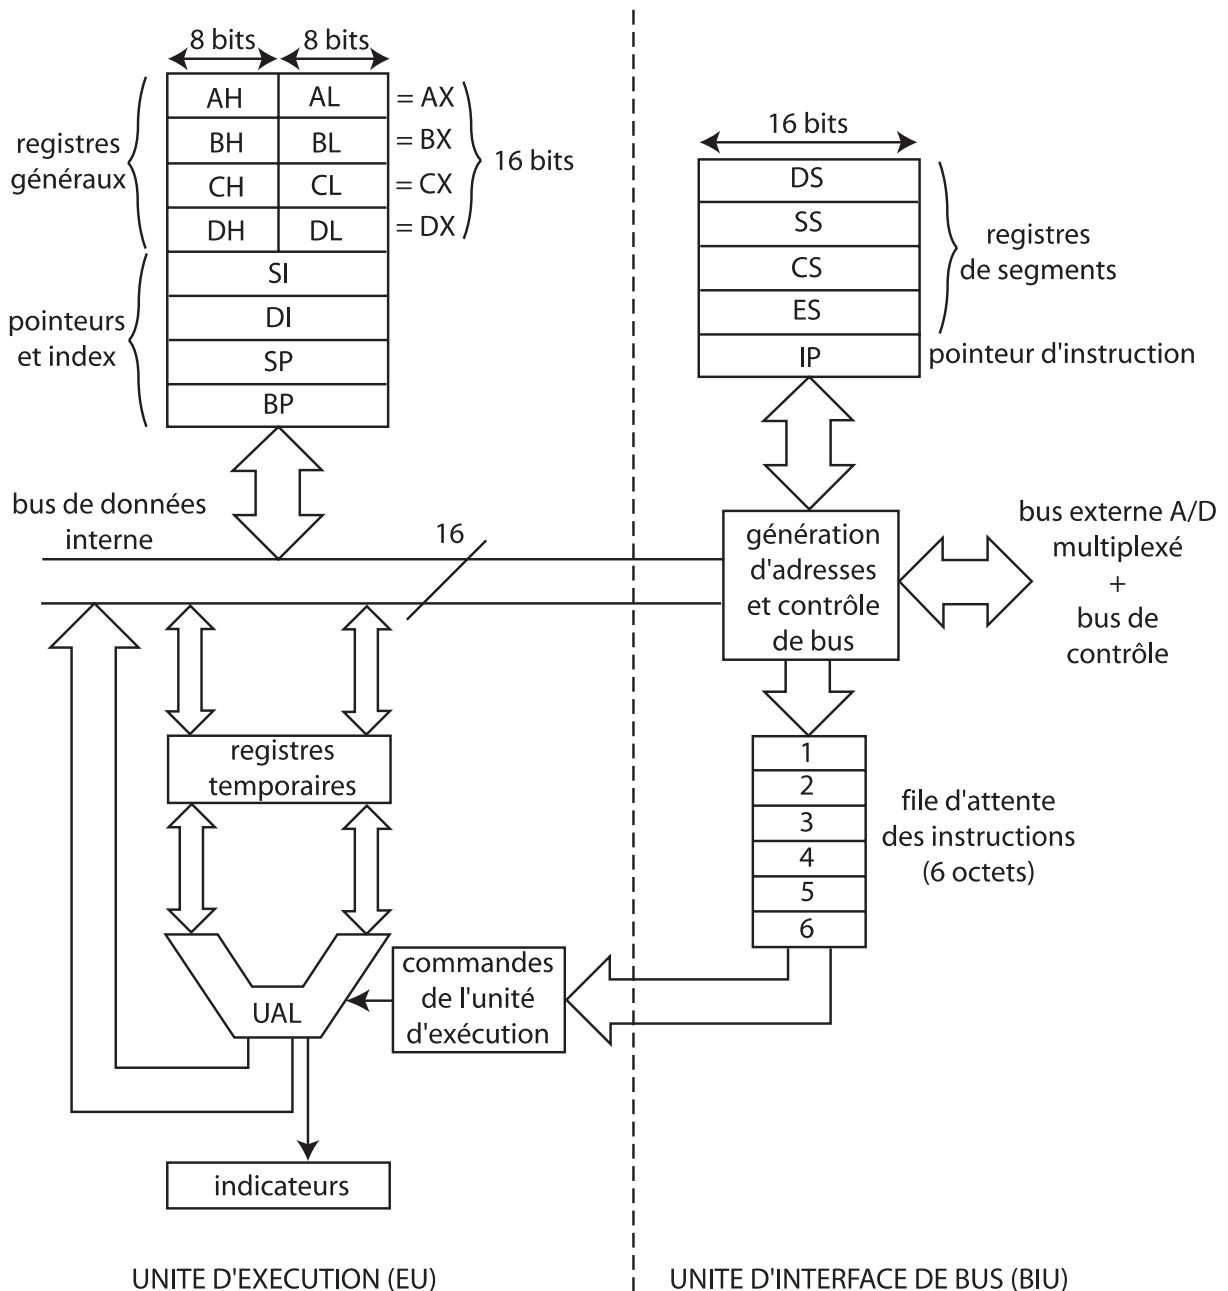 8 bits
8 bits
AH
AL
= AX
BH
BL
= BX
CH
CL
= CX
DH
DL
= DX
registres
généraux
16 bits
SI
DI
SP
BP
pointeurs
et index
16 bits
DS
SS
CS
ES
IP
registres
de segments
pointeur d'instruction
bus de données
interne
16
génération
d'adresses
et contrôle
de bus
bus externe A/D
multiplexé
+
bus de
contrôle
registres
temporaires
1
2
3
4
5
6
file d'attente
des instructions
(6 octets)
UAL
commandes
de l'unité
d'exécution
indicateurs
UNITE D'EXECUTION (EU)
UNITE D'INTERFACE DE BUS (BIU)